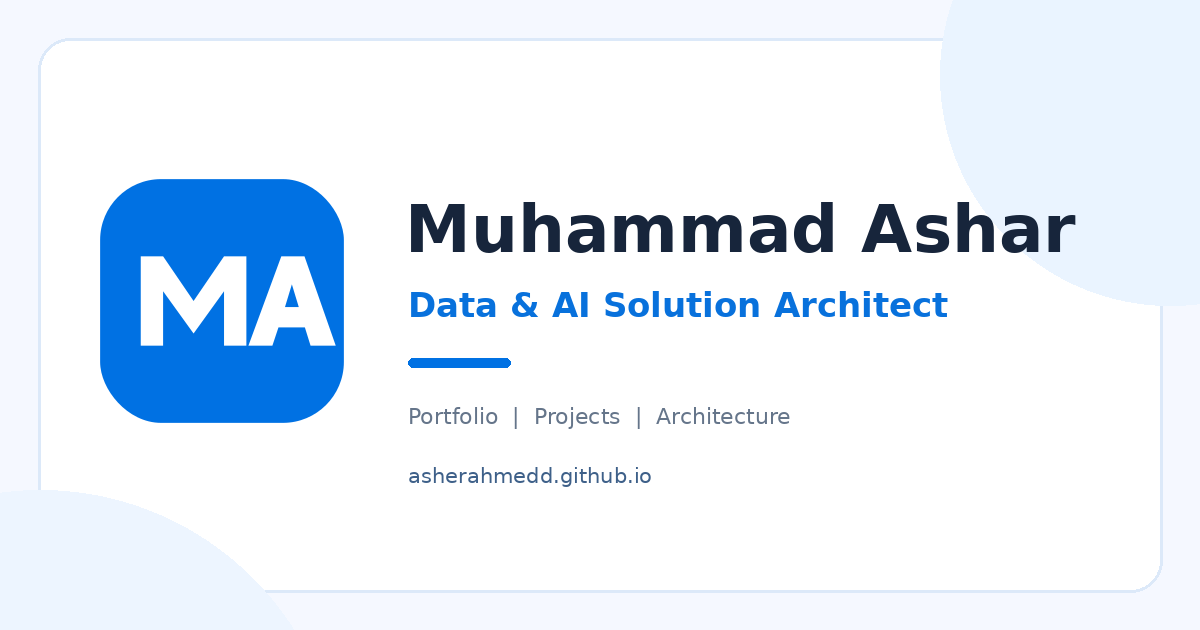 MA
Muhammad Ashar
Data & AI Solution Architect
Portfolio | Projects | Architecture
asherahmedd.github.io